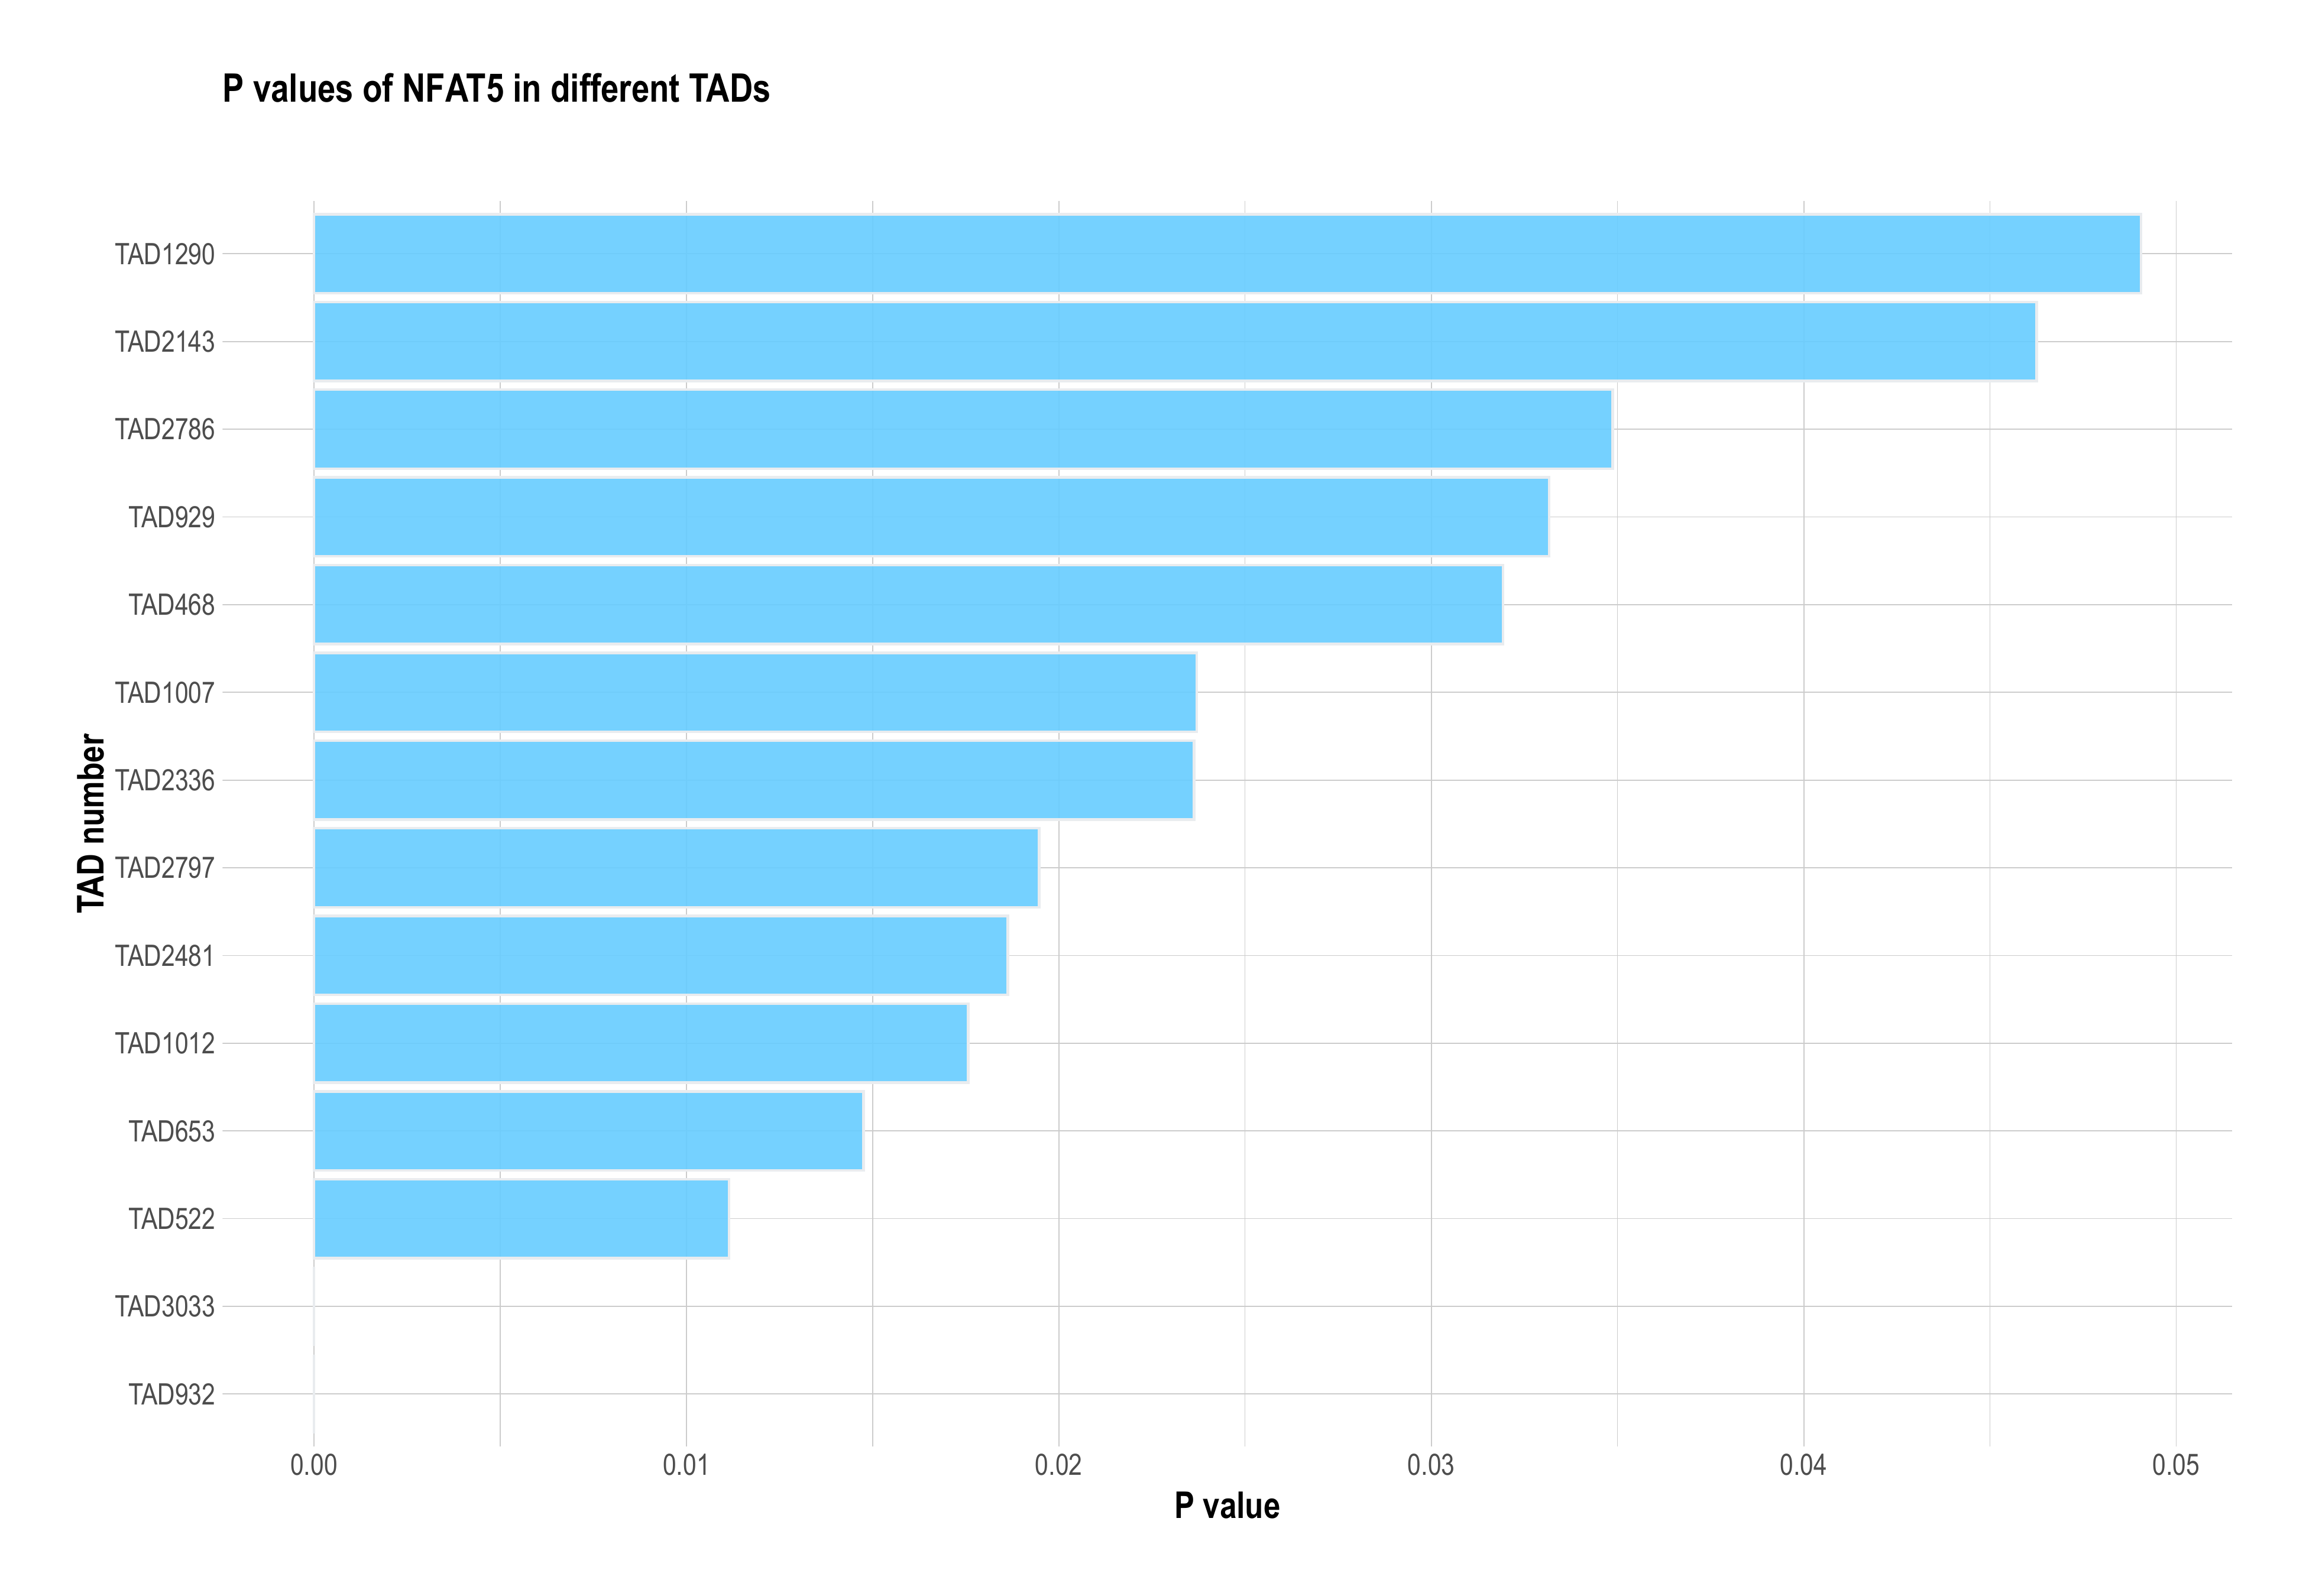 P values of NFAT5 in different TADs
TAD number
TAD1290
TAD2143
TAD2786
TAD929
TAD468
TAD1007
TAD2336
TAD2797
TAD2481
TAD1012
TAD653
TAD522
TAD3033
TAD932
0.00 0.01 0.02 0.03 0.04 0.05
P value